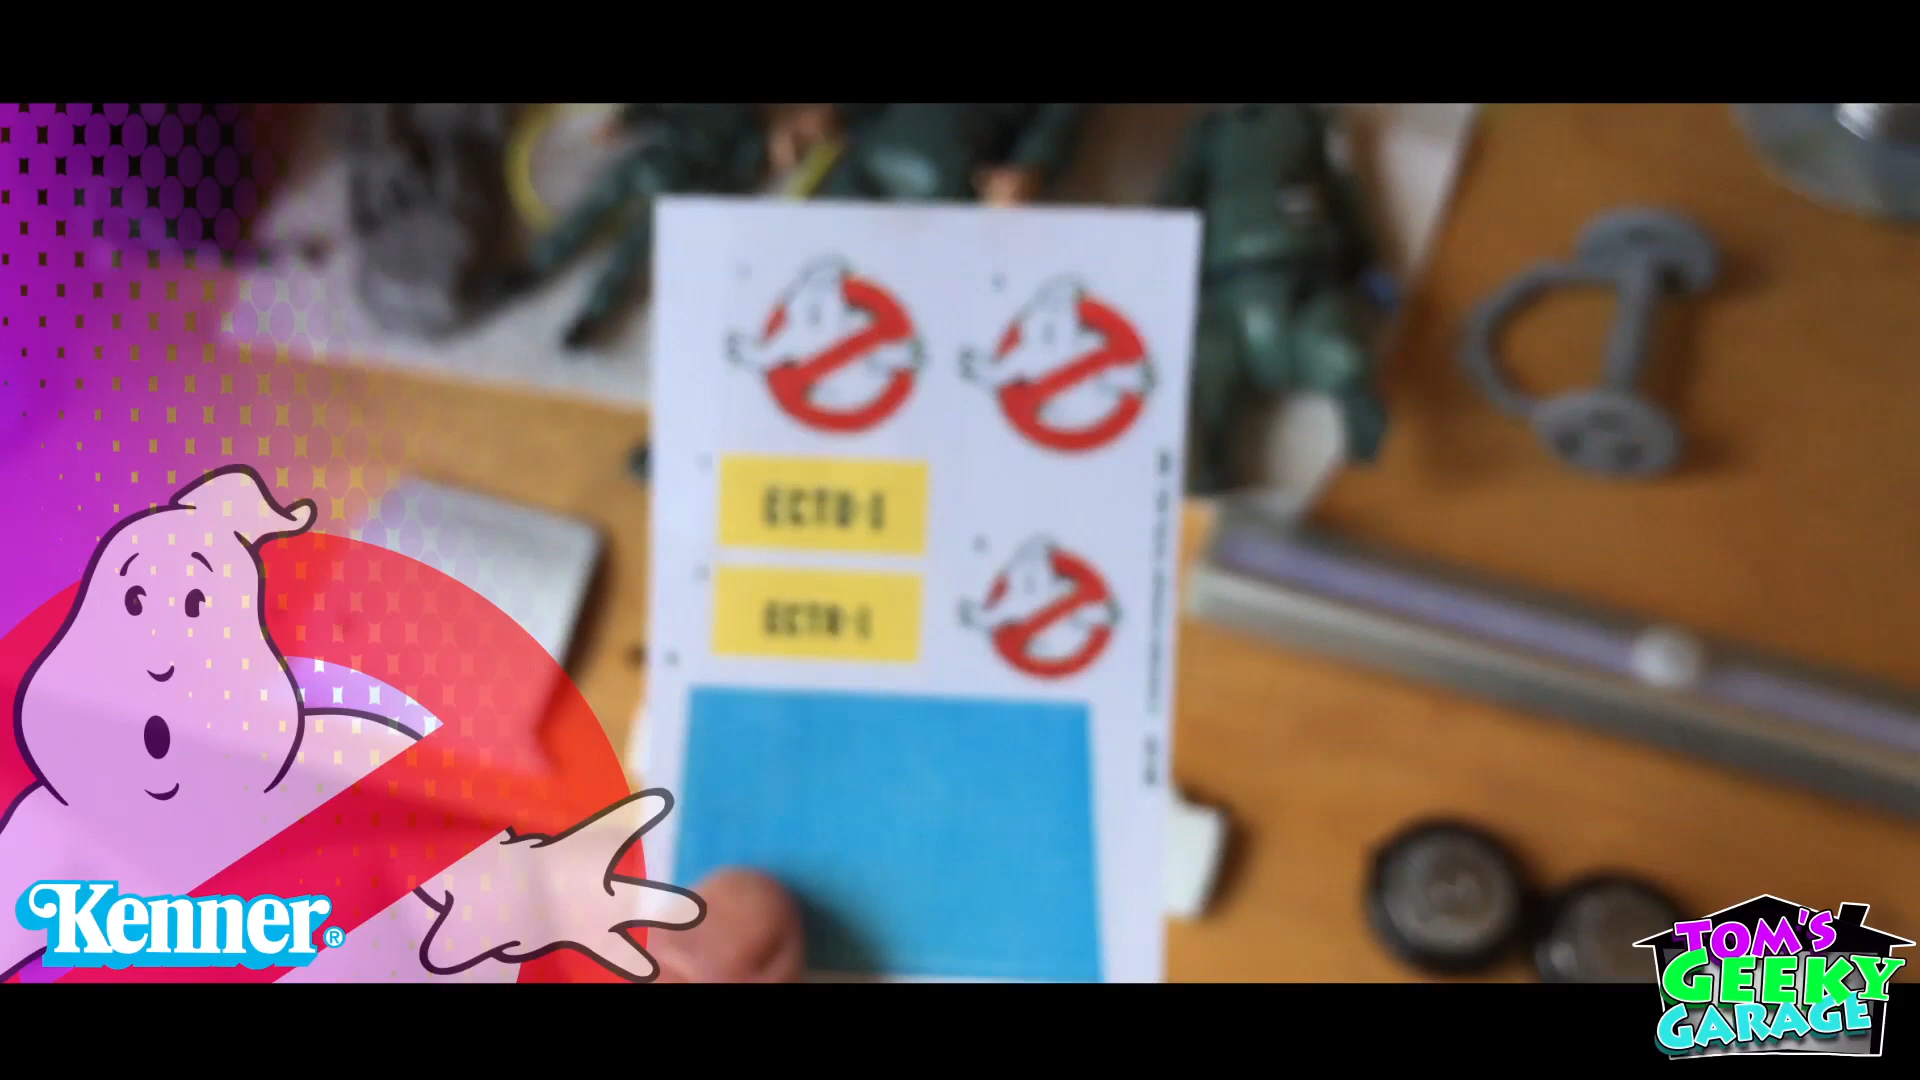 ECTO-1
ECTO-1
Kenner®
TOM'S
GEEKY
GARAGE